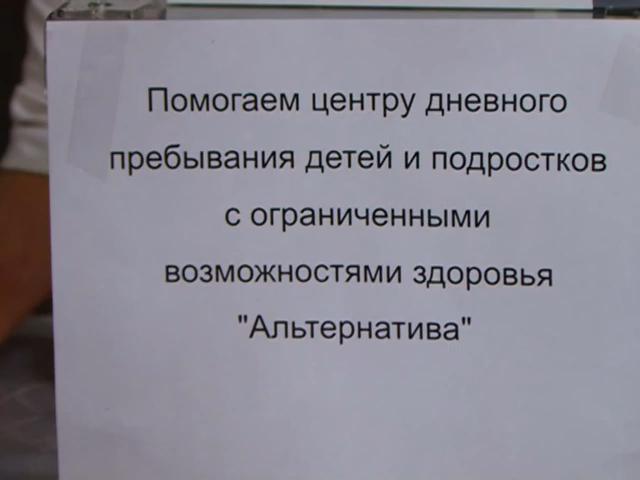 Помогаем центру дневного
пребывания детей и подростков
с ограниченными
возможностями здоровья
"Альтернатива"